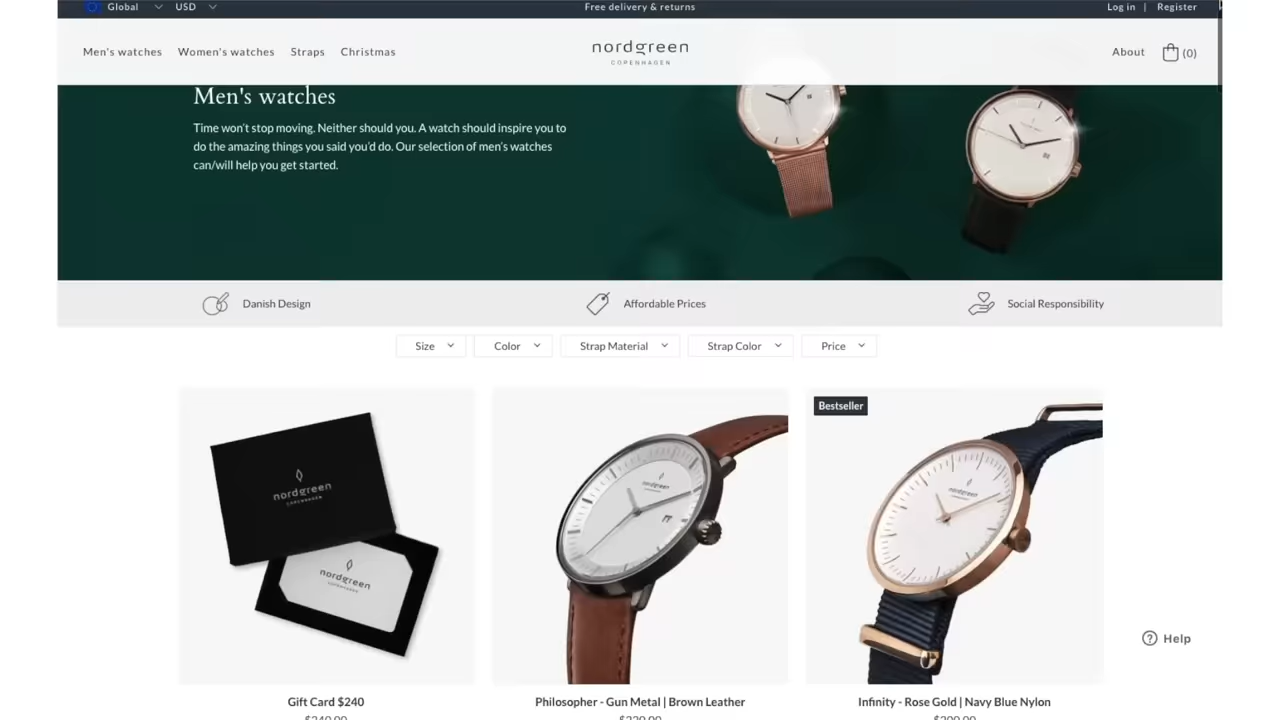 Global USD Free delivery & returns Log in | Register
Men's watches Women's watches Straps Christmas nordgreen About (0)
COPENHAGEN
Men's watches
Time won't stop moving. Neither should you. A watch should inspire you to
do the amazing things you said you'd do. Our selection of men's watches
can/will help you get started.
Danish Design Affordable Prices Social Responsibility
Size Color Strap Material Strap Color Price
Bestseller
nordgreen
COPENHAGEN
nordgreen
COPENHAGEN
nordgreen
nordgreen
? Help
Gift Card $240 Philosopher - Gun Metal | Brown Leather Infinity - Rose Gold | Navy Blue Nylon